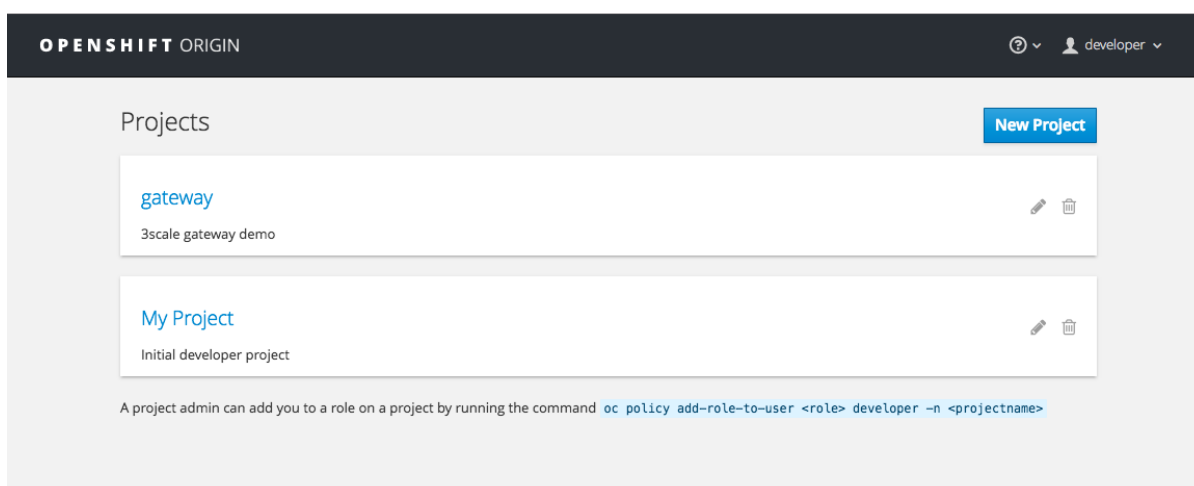 OPENSHIFT ORIGIN
developer
Projects
New Project
gateway
3scale gateway demo
My Project
Initial developer project
A project admin can add you to a role on a project by running the command oc policy add-role-to-user <role> developer -n <projectname>